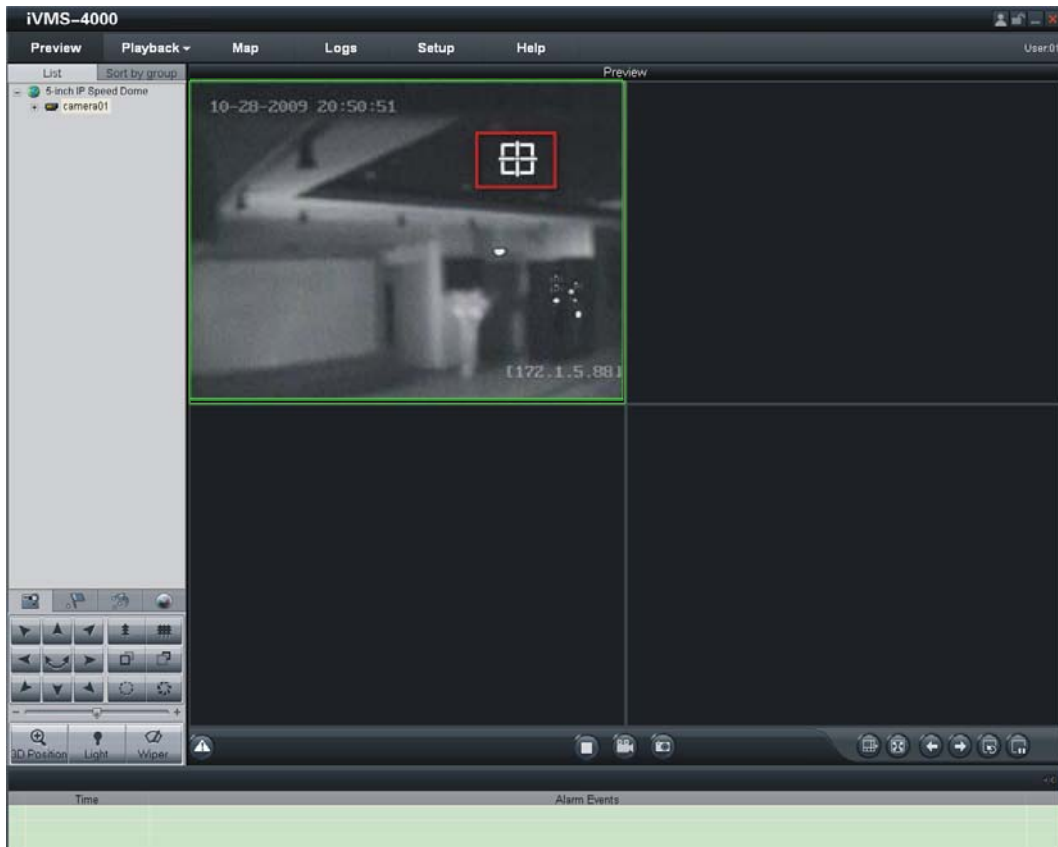 iVMS-4000
Preview Playback Map Logs Setup Help
User:01
List Sort by group
Preview
5-inch IP Speed Dome
camera01
10-28-2009 20:50:51
[172.1.5.88]
3D Position Light Wiper
Time Alarm Events